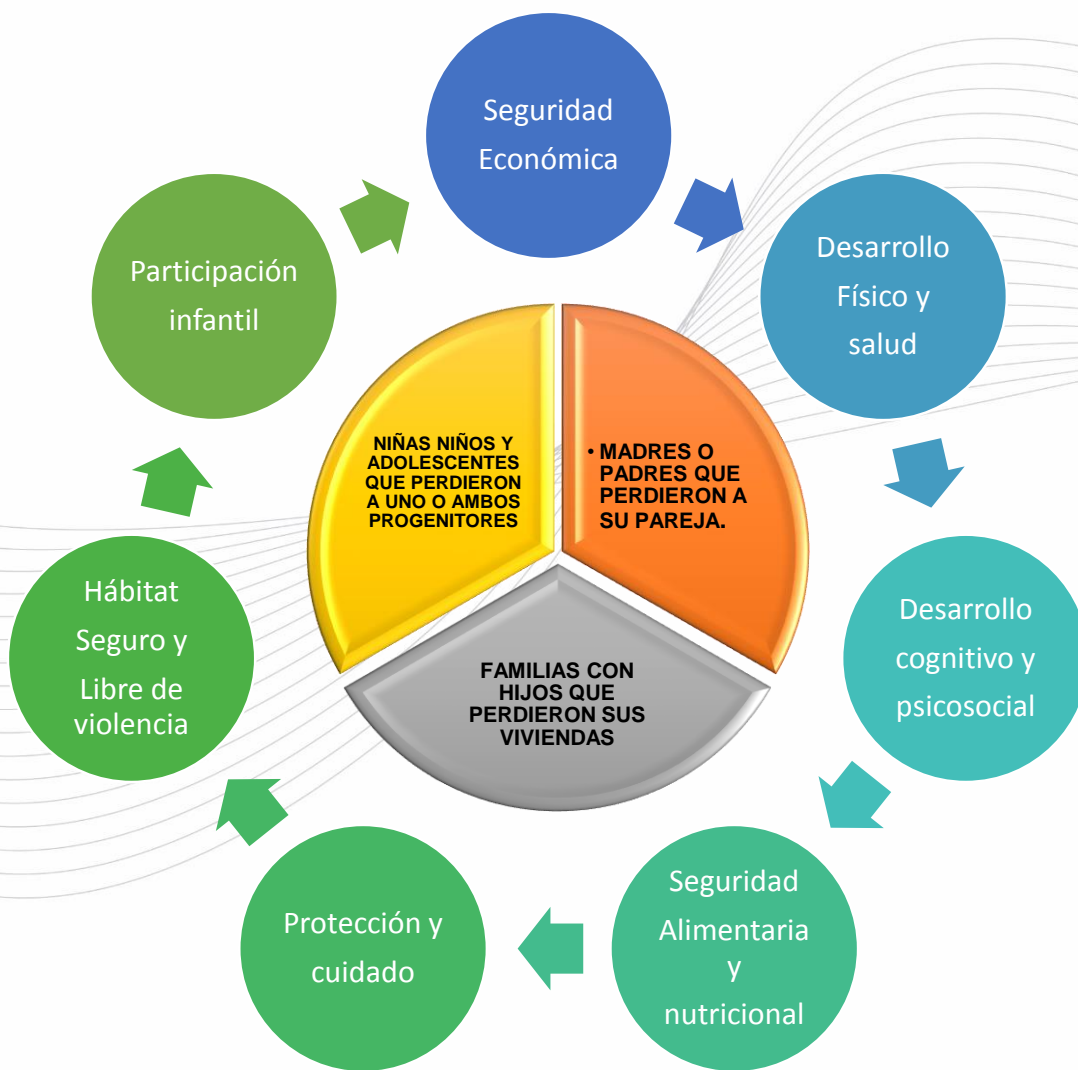 Seguridad
Económica
Desarrollo
Físico y
salud
Desarrollo
cognitivo y
psicosocial
Seguridad
Alimentaria
y
nutricional
Protección y
cuidado
Hábitat
Seguro y
Libre de
violencia
Participación
infantil
NIÑAS NIÑOS Y
ADOLESCENTES
QUE PERDIERON
A UNO O AMBOS
PROGENITORES
• MADRES O
PADRES QUE
PERDIERON A
SU PAREJA.
FAMILIAS CON
HIJOS QUE
PERDIERON SUS
VIVIENDAS